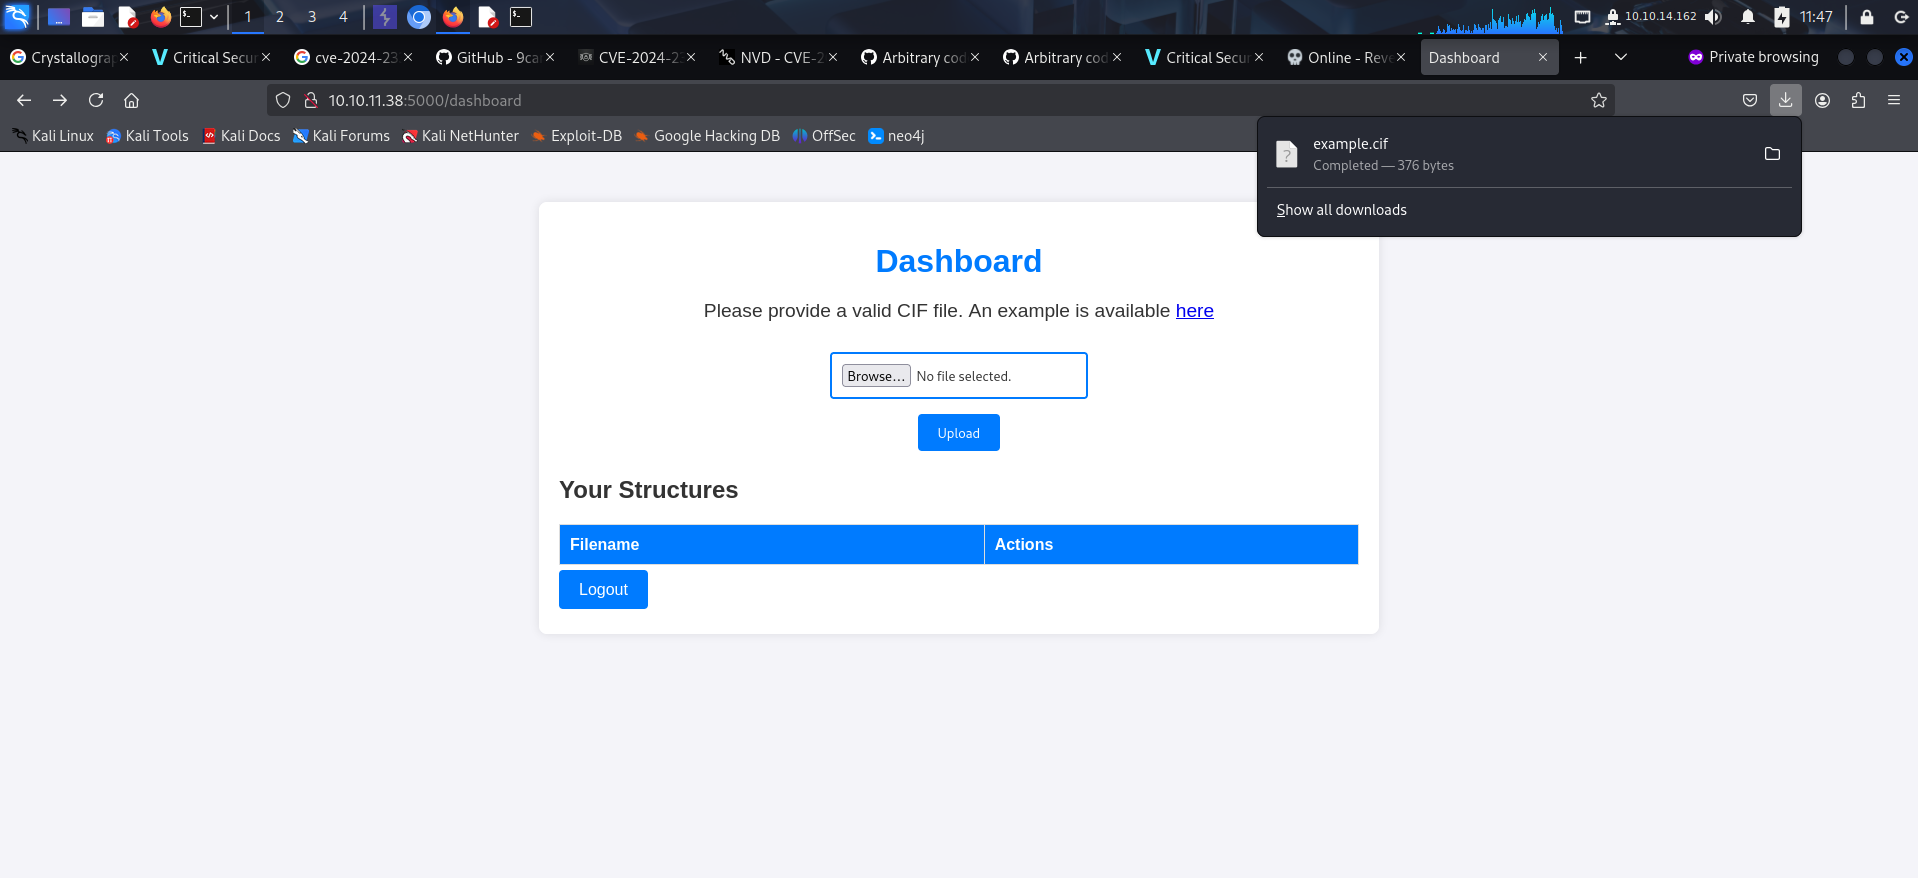 1 2 3 4 10.10.14.162 11:47
Crystallogra Critical Secur cve-2024-23 GitHub - 9ca CVE-2024-23 NVD - CVE-2 Arbitrary cod Arbitrary cod Critical Secur Online - Reve Dashboard Private browsing
10.10.11.38:5000/dashboard
Kali Linux Kali Tools Kali Docs Kali Forums Kali NetHunter Exploit-DB Google Hacking DB OffSec neo4j
example.cif
Completed — 376 bytes
Show all downloads
Dashboard
Please provide a valid CIF file. An example is available here
Browse... No file selected.
Upload
Your Structures
Filename Actions
Logout